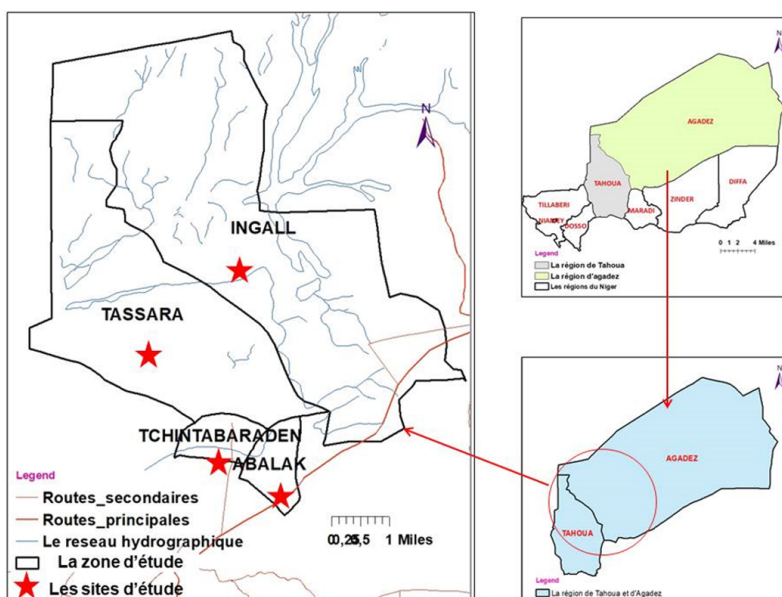 N
INGALL
TASSARA
TCHINTABARADEN
ABALAK
Legend
Routes_secondaires
Routes_principales
Le reseau hydrographique
La zone d'étude
Les sites d'étude
1 Miles
N
AGADEZ
TAHOUA
DIFFA
ZINDER
MARADI
TILLABERI
NIAMEY
DOSSO
0 1 2 4 Miles
Legend
La région de Tahoua
La région d'agadez
Les régions du Niger
N
AGADEZ
TAHOUA
Legend
La région de Tahoua et d'Agadez